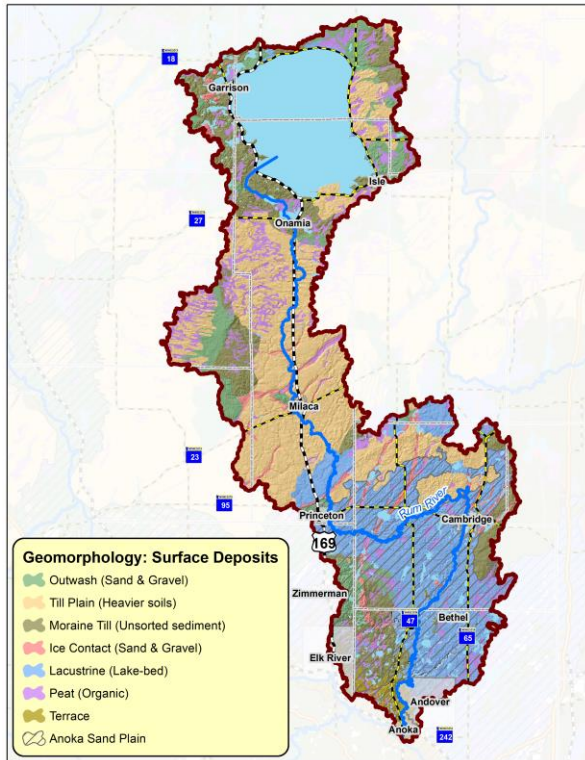 18
Garrison
Isle
27
Onamia
Milaca
23
95
Princeton
Rum River
Cambridge
169
Geomorphology: Surface Deposits
Outwash (Sand & Gravel)
Till Plain (Heavier soils)
Moraine Till (Unsorted sediment)
Ice Contact (Sand & Gravel)
Lacustrine (Lake-bed)
Peat (Organic)
Terrace
Anoka Sand Plain
Zimmerman
47
Bethel
65
Elk River
Andover
Anoka
242